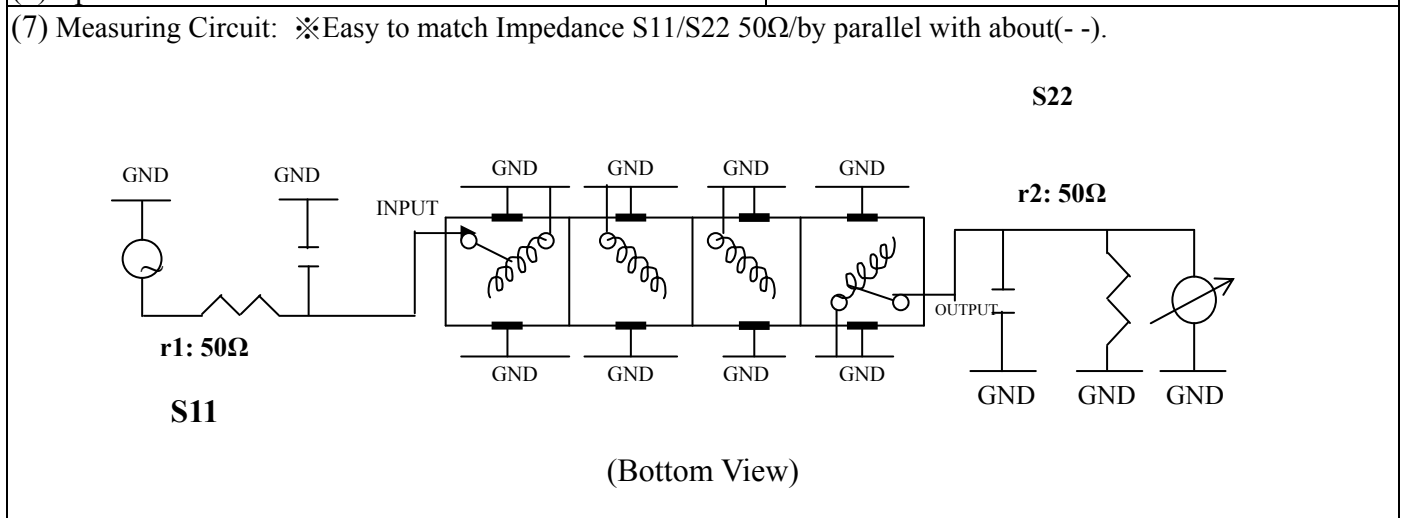 (7) Measuring Circuit: ※Easy to match Impedance S11/S22 50Ω/by parallel with about(- -).
S22
GND GND GND GND GND GND
r2: 50Ω
INPUT
OUTPUT
r1: 50Ω
GND GND GND GND
GND GND GND
S11
(Bottom View)